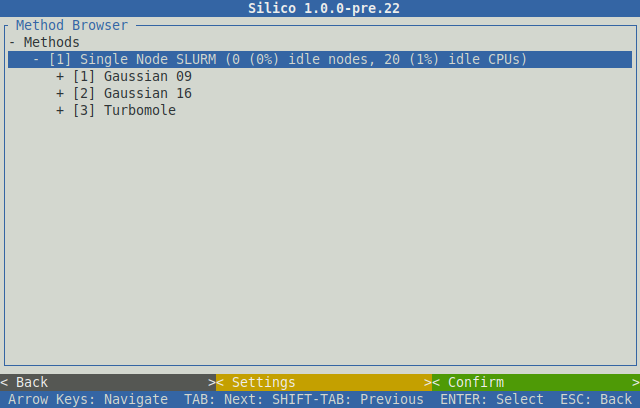 Silico 1.0.0-pre.22
Method Browser
- Methods
- [1] Single Node SLURM (0 (0%) idle nodes, 20 (1%) idle CPUs)
+ [1] Gaussian 09
+ [2] Gaussian 16
+ [3] Turbomole
< Back >< Settings >< Confirm >
Arrow Keys: Navigate TAB: Next: SHIFT-TAB: Previous ENTER: Select ESC: Back